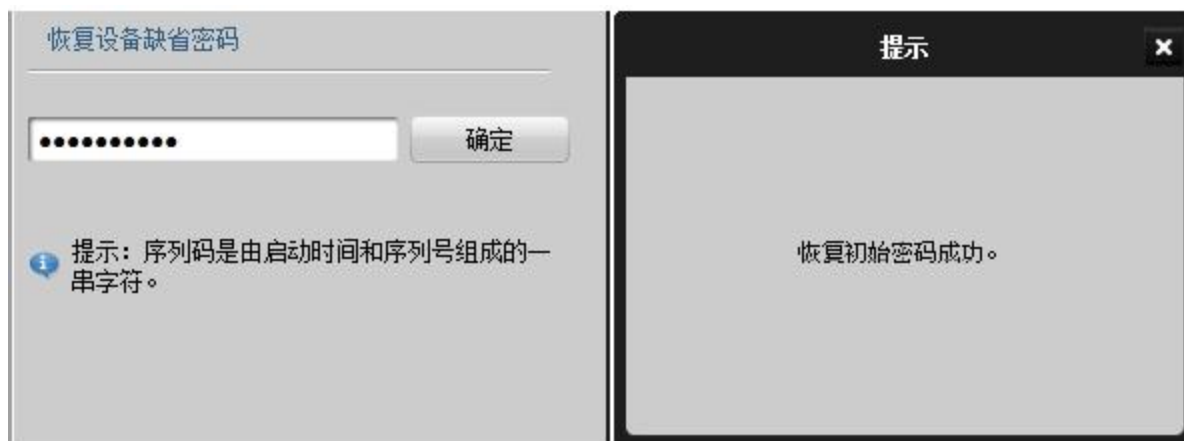 恢复设备缺省密码
••••••••••
确定
提示：序列码是由启动时间和序列号组成的一
串字符。
提示
恢复初始密码成功。